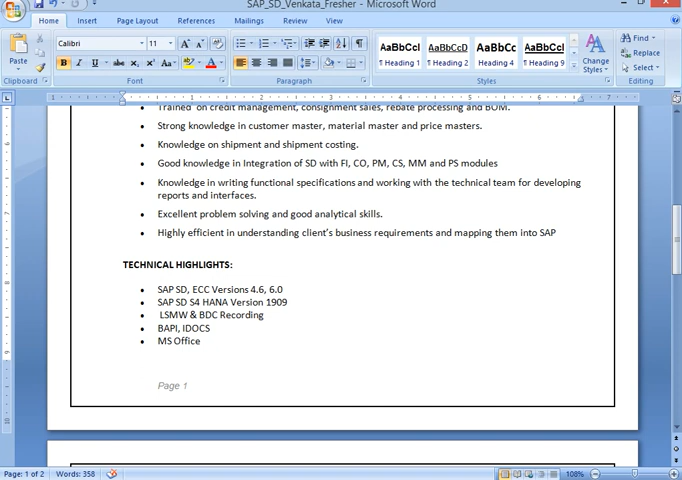 SAP_SD_Venkata_Fresher - Microsoft Word
Home Insert Page Layout References Mailings Review View
Calibri 11
Paste
AaBbCcI AaBbCcD AaBbCc AaBbCcI
¶ Heading 1 ¶ Heading 2 ¶ Heading 4 ¶ Heading 9
Change Styles
Find
Replace
Select
Clipboard Font Paragraph Styles Editing
Trained on credit management, consignment sales, rebate processing and BOM.
• Strong knowledge in customer master, material master and price masters.
• Knowledge on shipment and shipment costing.
• Good knowledge in Integration of SD with FI, CO, PM, CS, MM and PS modules
• Knowledge in writing functional specifications and working with the technical team for developing
reports and interfaces.
• Excellent problem solving and good analytical skills.
• Highly efficient in understanding client's business requirements and mapping them into SAP
TECHNICAL HIGHLIGHTS:
• SAP SD, ECC Versions 4.6, 6.0
• SAP SD S4 HANA Version 1909
• LSMW & BDC Recording
• BAPI, IDOCS
• MS Office
Page 1
Page: 1 of 2 Words: 358 108%